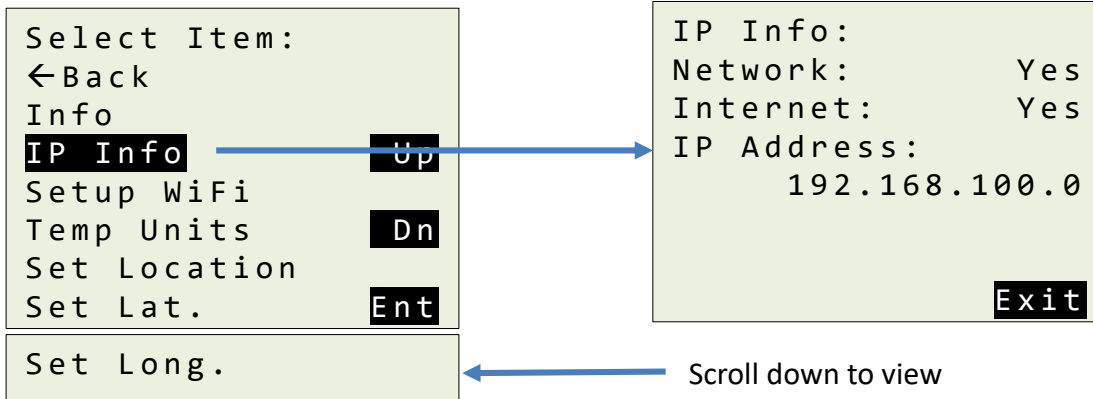 Select Item:
←Back
Info
IP Info Up
Setup WiFi
Temp Units Dn
Set Location
Set Lat. Ent
Set Long.
IP Info:
Network: Yes
Internet: Yes
IP Address:
192.168.100.0
Exit
Scroll down to view